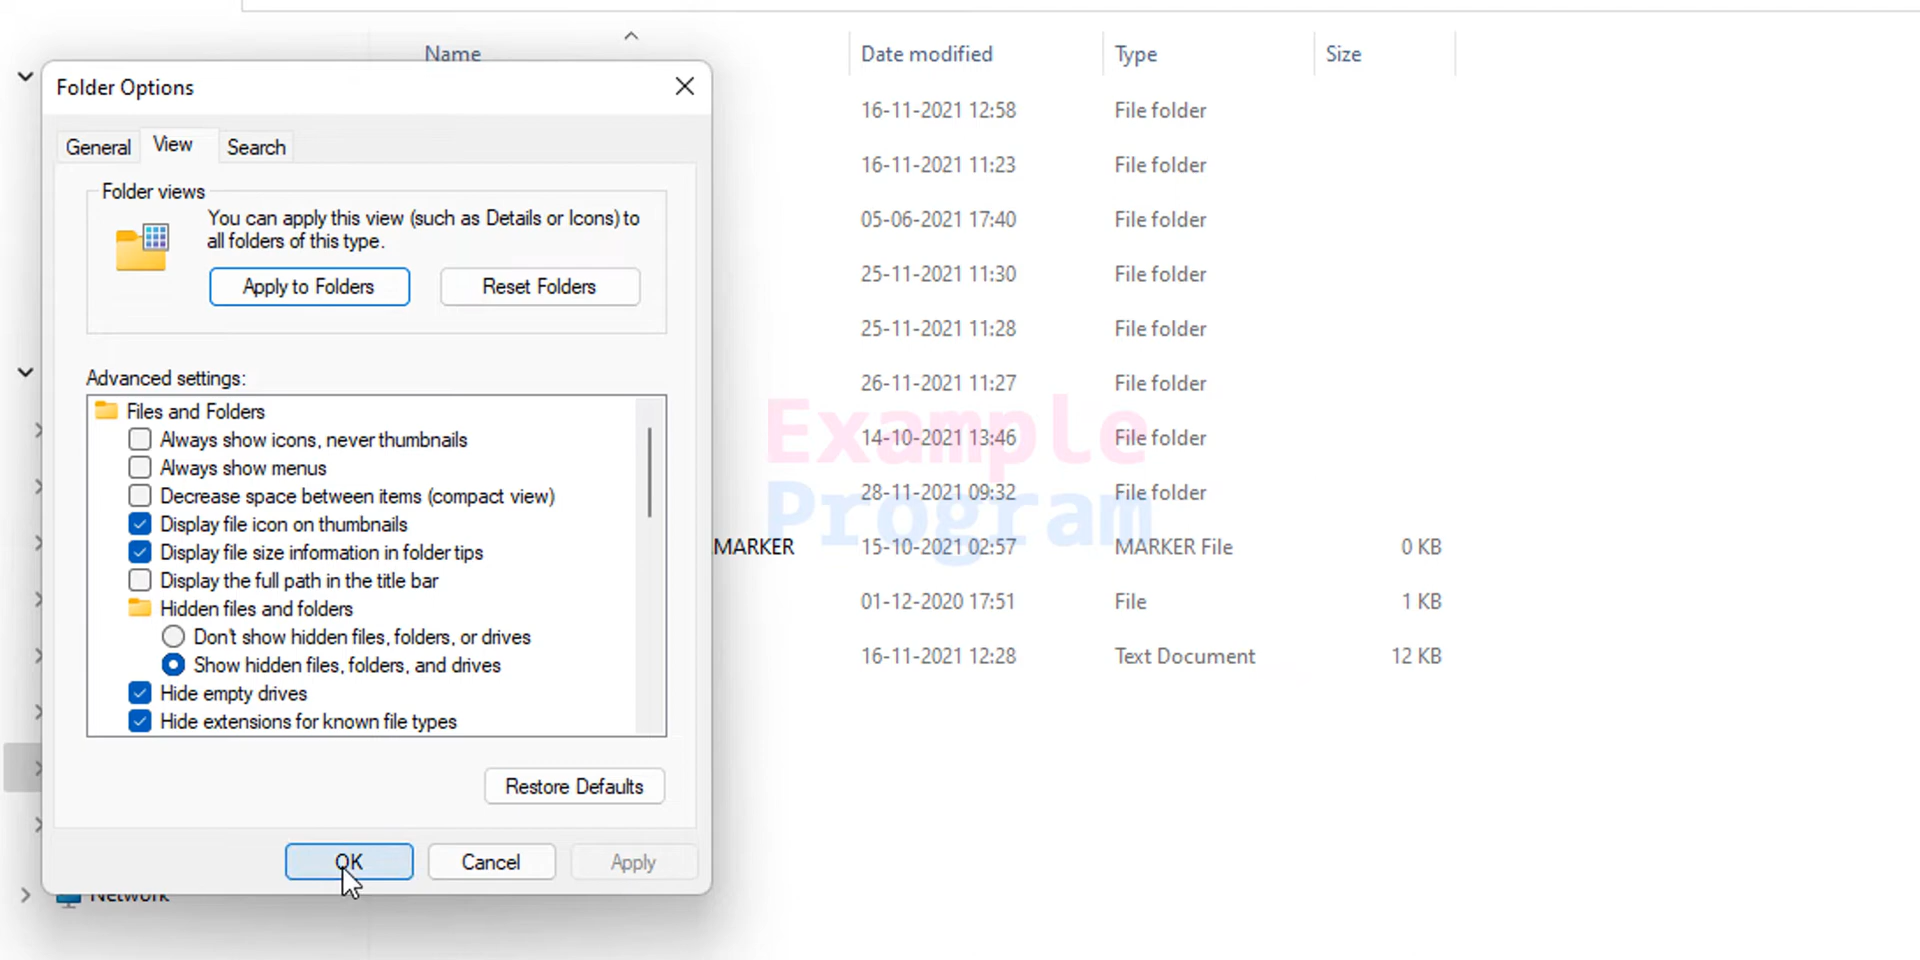 Name
Date modified
Type
Size
Folder Options
General
View
Search
Folder views
You can apply this view (such as Details or Icons) to
all folders of this type.
Apply to Folders
Reset Folders
Advanced settings:
Files and Folders
Always show icons, never thumbnails
Always show menus
Decrease space between items (compact view)
Display file icon on thumbnails
Display file size information in folder tips
Display the full path in the title bar
Hidden files and folders
Don't show hidden files, folders, or drives
Show hidden files, folders, and drives
Hide empty drives
Hide extensions for known file types
Restore Defaults
OK
Cancel
Apply
Network
16-11-2021 12:58 File folder
16-11-2021 11:23 File folder
05-06-2021 17:40 File folder
25-11-2021 11:30 File folder
25-11-2021 11:28 File folder
26-11-2021 11:27 File folder
14-10-2021 13:46 File folder
28-11-2021 09:32 File folder
.MARKER 15-10-2021 02:57 MARKER File 0 KB
01-12-2020 17:51 File 1 KB
16-11-2021 12:28 Text Document 12 KB
Example
Program